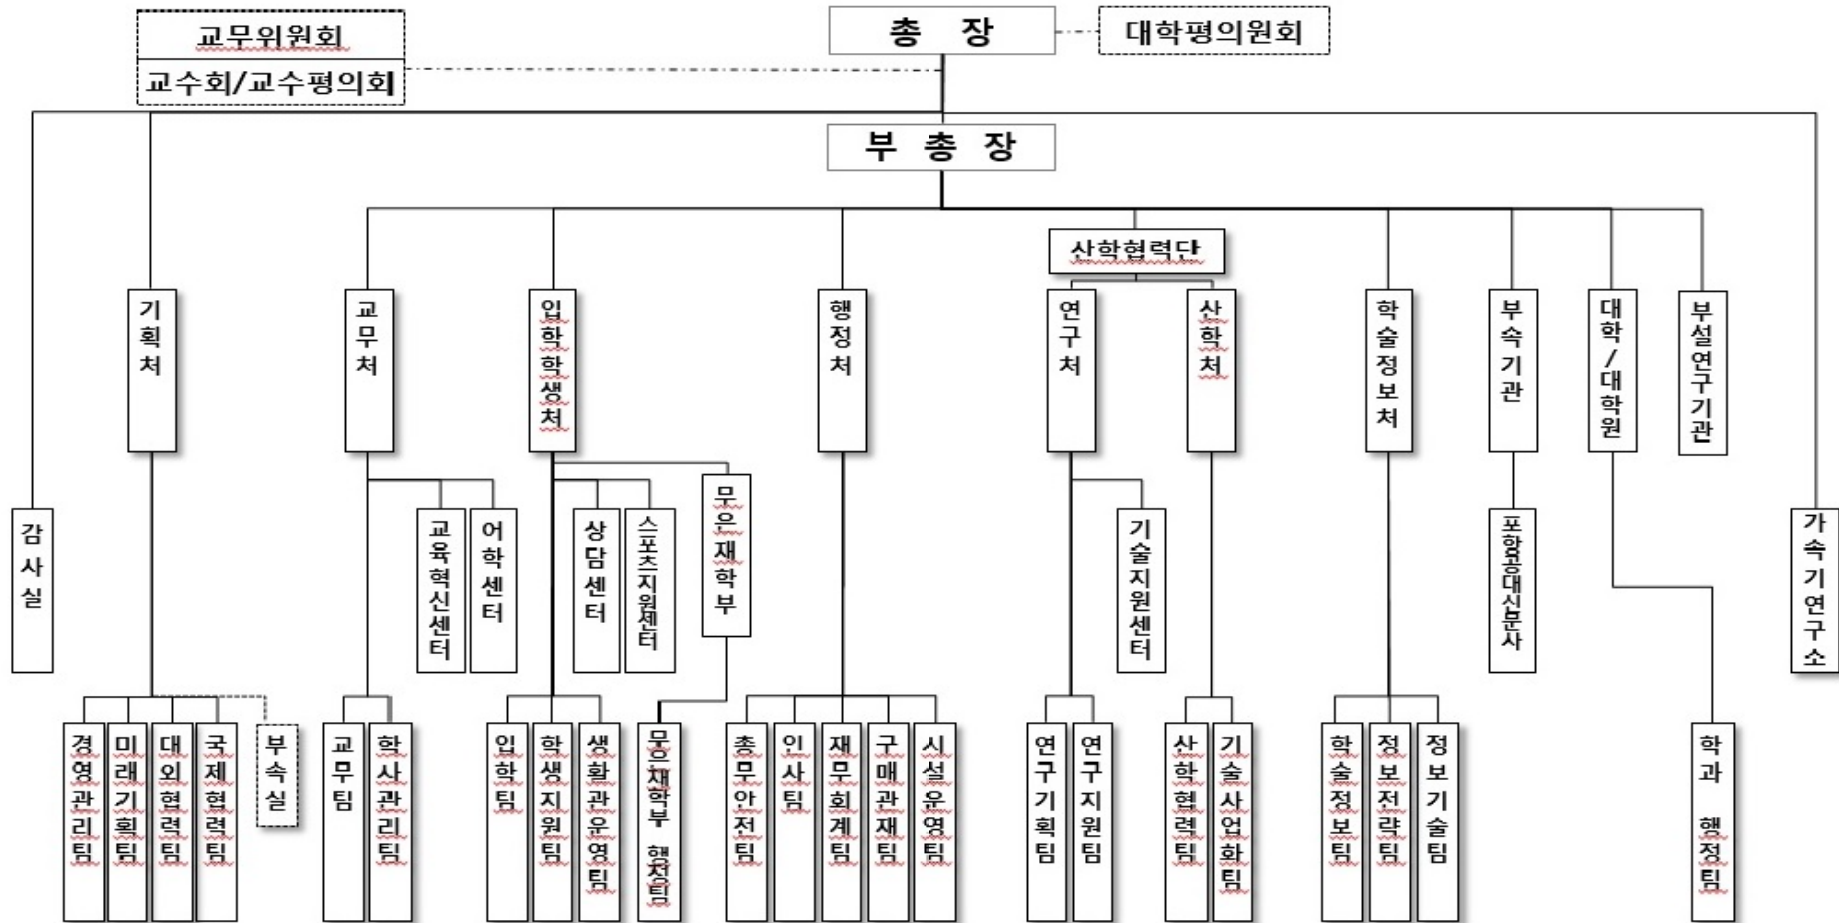 교무위원회
교수회/교수평의회
총 장
대학평의원회
부 총 장
산학협력단
기획처
교무처
입학학생처
행정처
연구처
산학처
학술정보처
부속기관
대학/대학원
부설연구기관
감사실
교육혁신센터
어학센터
상담센터
스포츠지원센터
무은재학부
기술지원센터
포항공대신문사
가속기연구소
경영관리팀
미래기획팀
대외협력팀
국제협력팀
부속실
교무팀
학사관리팀
입학팀
학생지원팀
생활관운영팀
무은재학부 행정팀
총무안전팀
인사팀
재무회계팀
구매관재팀
시설운영팀
연구기획팀
연구지원팀
산학협력팀
기술사업화팀
학술정보팀
정보전략팀
정보기술팀
학과 행정팀